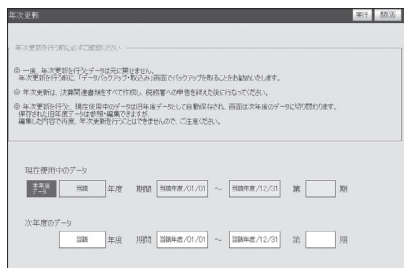 年次更新
実行 閉じる
年次更新を行う前に必ずご確認ください
◎ 一度、年次更新を行うとデータは元に戻せません。
年次更新を行う前に、「データバックアップ・取込み」画面でバックアップを取ることをお勧めいたします。
◎ 年次更新は、決算関連書類をすべて作成し、税務署への申告を終えた後に行なってください。
◎ 年次更新を行うと、現在使用中のデータは旧年度データとして自動保存され、画面は次年度のデータに切り替わります。
保存された旧年度データは参照・編集できますが、
編集した内容で再度、年次更新を行うことはできませんので、ご注意ください。
現在使用中のデータ
本年度データ 当該 年度 期間 当該年度/01/01 ～ 当該年度/12/31 第 期
次年度のデータ
当該 年度 期間 当該年度/01/01 ～ 当該年度/12/31 第 期